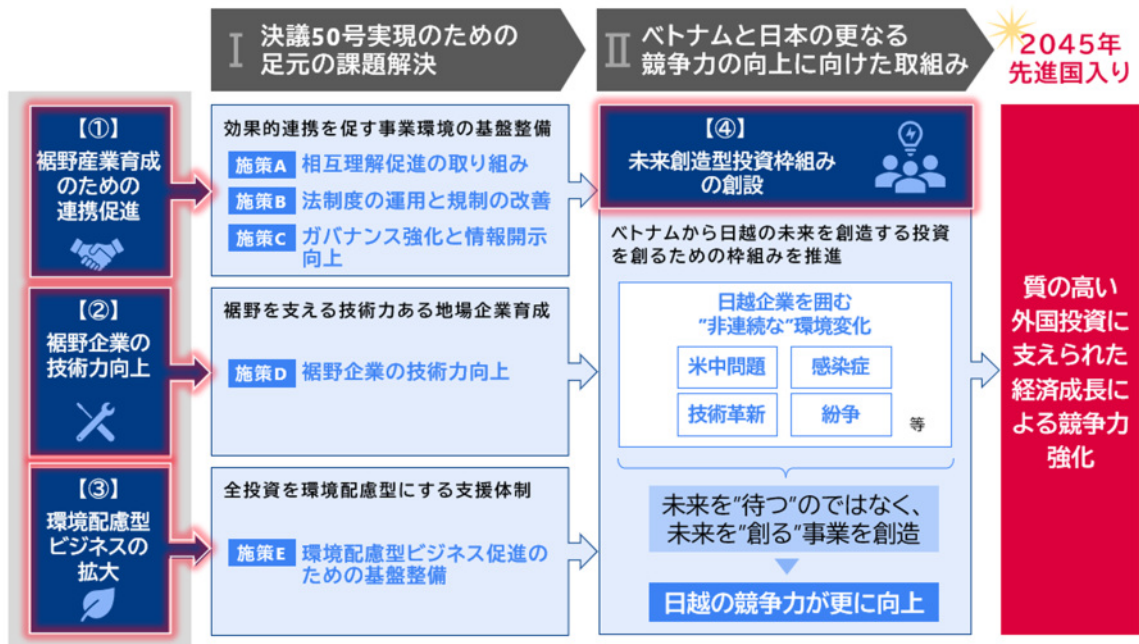 Ⅰ
決議50号実現のための
足元の課題解決
Ⅱ
ベトナムと日本の更なる
競争力の向上に向けた取組み
2045年
先進国入り
【①】
裾野産業育成
のための
連携促進
効果的連携を促す事業環境の基盤整備
施策A 相互理解促進の取り組み
施策B 法制度の運用と規制の改善
施策C ガバナンス強化と情報開示
向上
【②】
裾野企業の
技術力向上
裾野を支える技術力ある地場企業育成
施策D 裾野企業の技術力向上
【③】
環境配慮型
ビジネスの
拡大
全投資を環境配慮型にする支援体制
施策E 環境配慮型ビジネス促進の
ための基盤整備
【④】
未来創造型投資枠組み
の創設
ベトナムから日越の未来を創造する投資
を創るための枠組みを推進
日越企業を囲む
”非連続な”環境変化
米中問題 感染症
技術革新 紛争
等
未来を”待つ”のではなく、
未来を”創る”事業を創造
日越の競争力が更に向上
質の高い
外国投資に
支えられた
経済成長に
よる競争力
強化